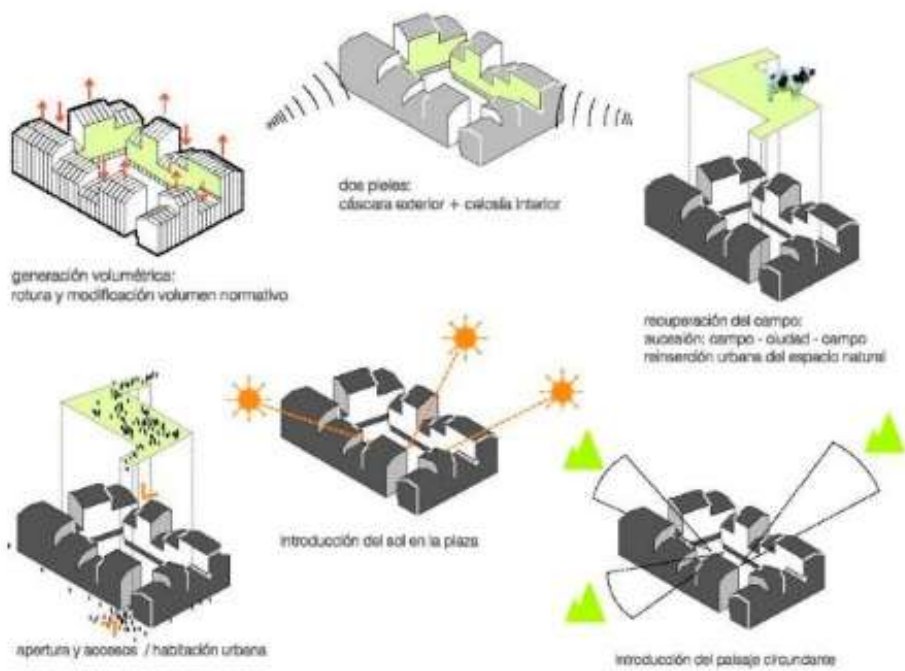 dos pieles:
cáscara exterior + celosía interior
generación volumétrica:
rotura y modificación volumen normativo
recuperación del campo:
sucesión: campo - ciudad - campo
reinserción urbana del espacio natural
introducción del sol en la plaza
apertura y accesos / habitación urbana
introducción del paisaje circundante